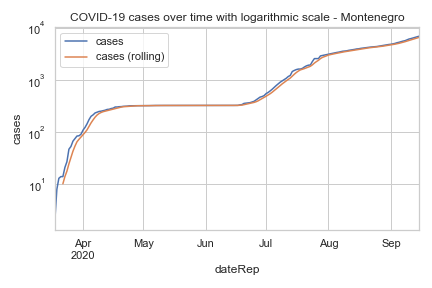 COVID-19 cases over time with logarithmic scale - Montenegro
cases
cases (rolling)
10^4
10^3
10^2
10^1
cases
Apr
2020
May
Jun
Jul
Aug
Sep
dateRep